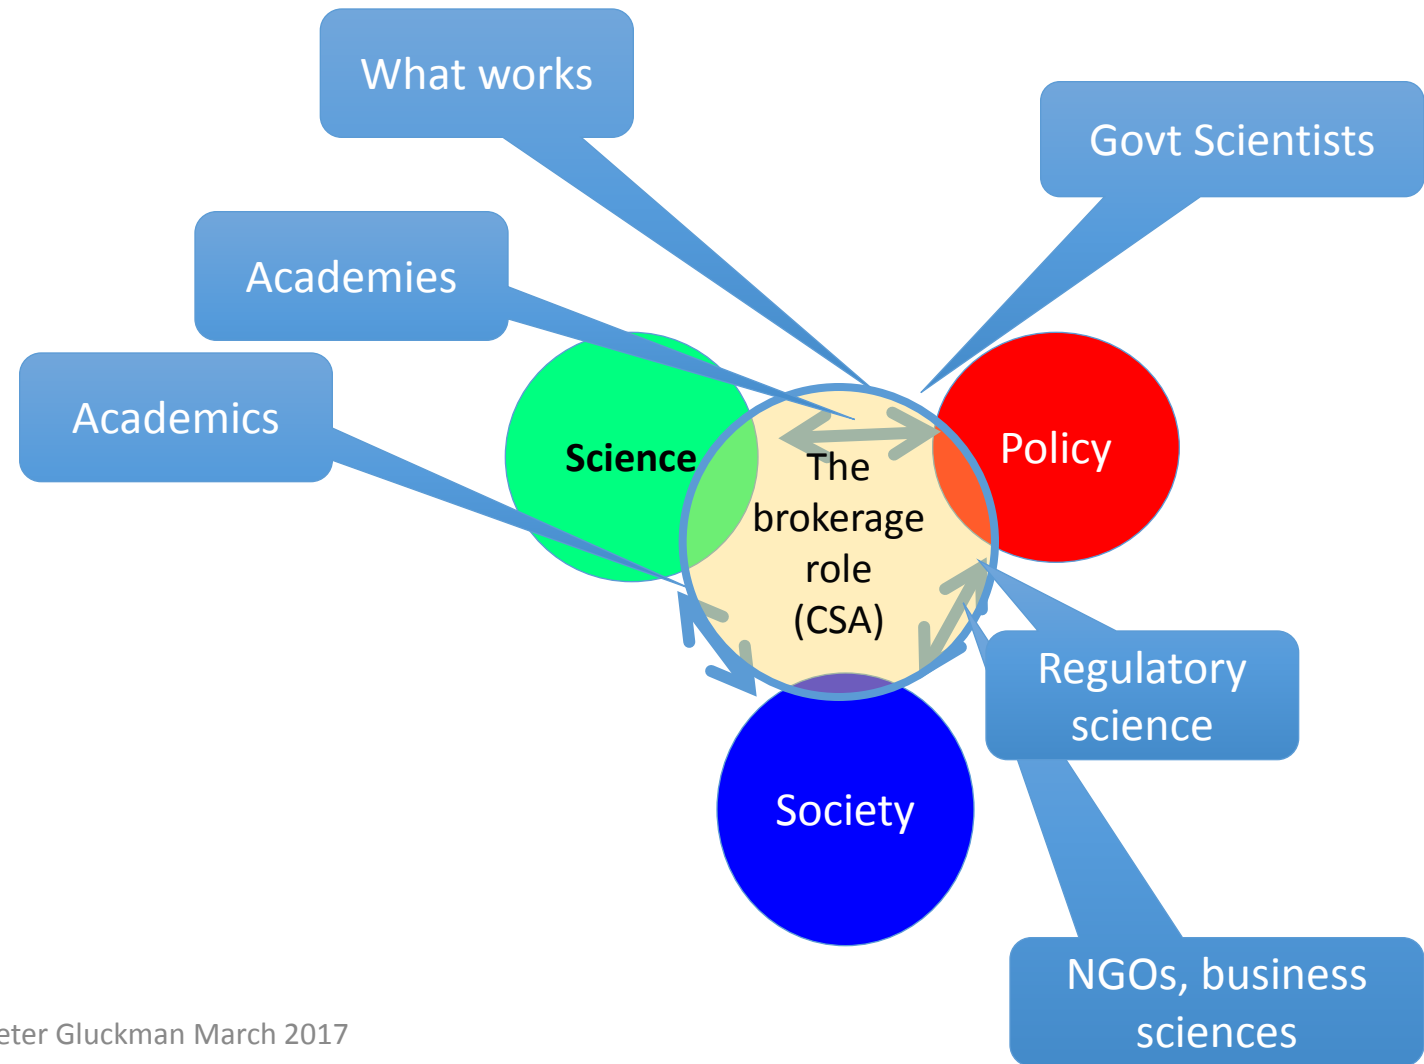 What works
Govt Scientists
Academies
Academics
Science
Policy
The
brokerage
role
(CSA)
Regulatory
science
Society
NGOs, business
sciences
eter Gluckman March 2017